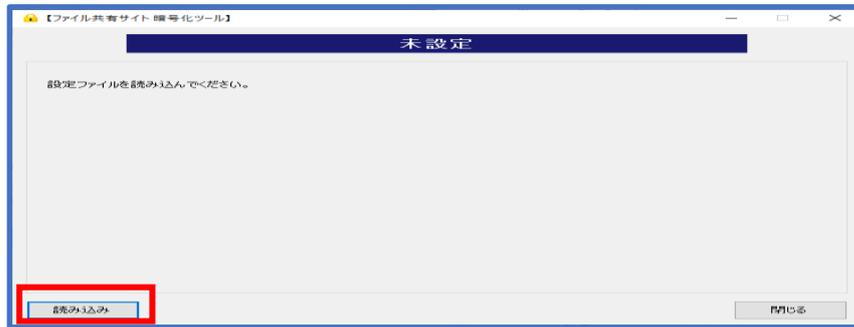 【ファイル共有サイト暗号化ツール】
未設定
設定ファイルを読み込んでください。
読み込み
閉じる